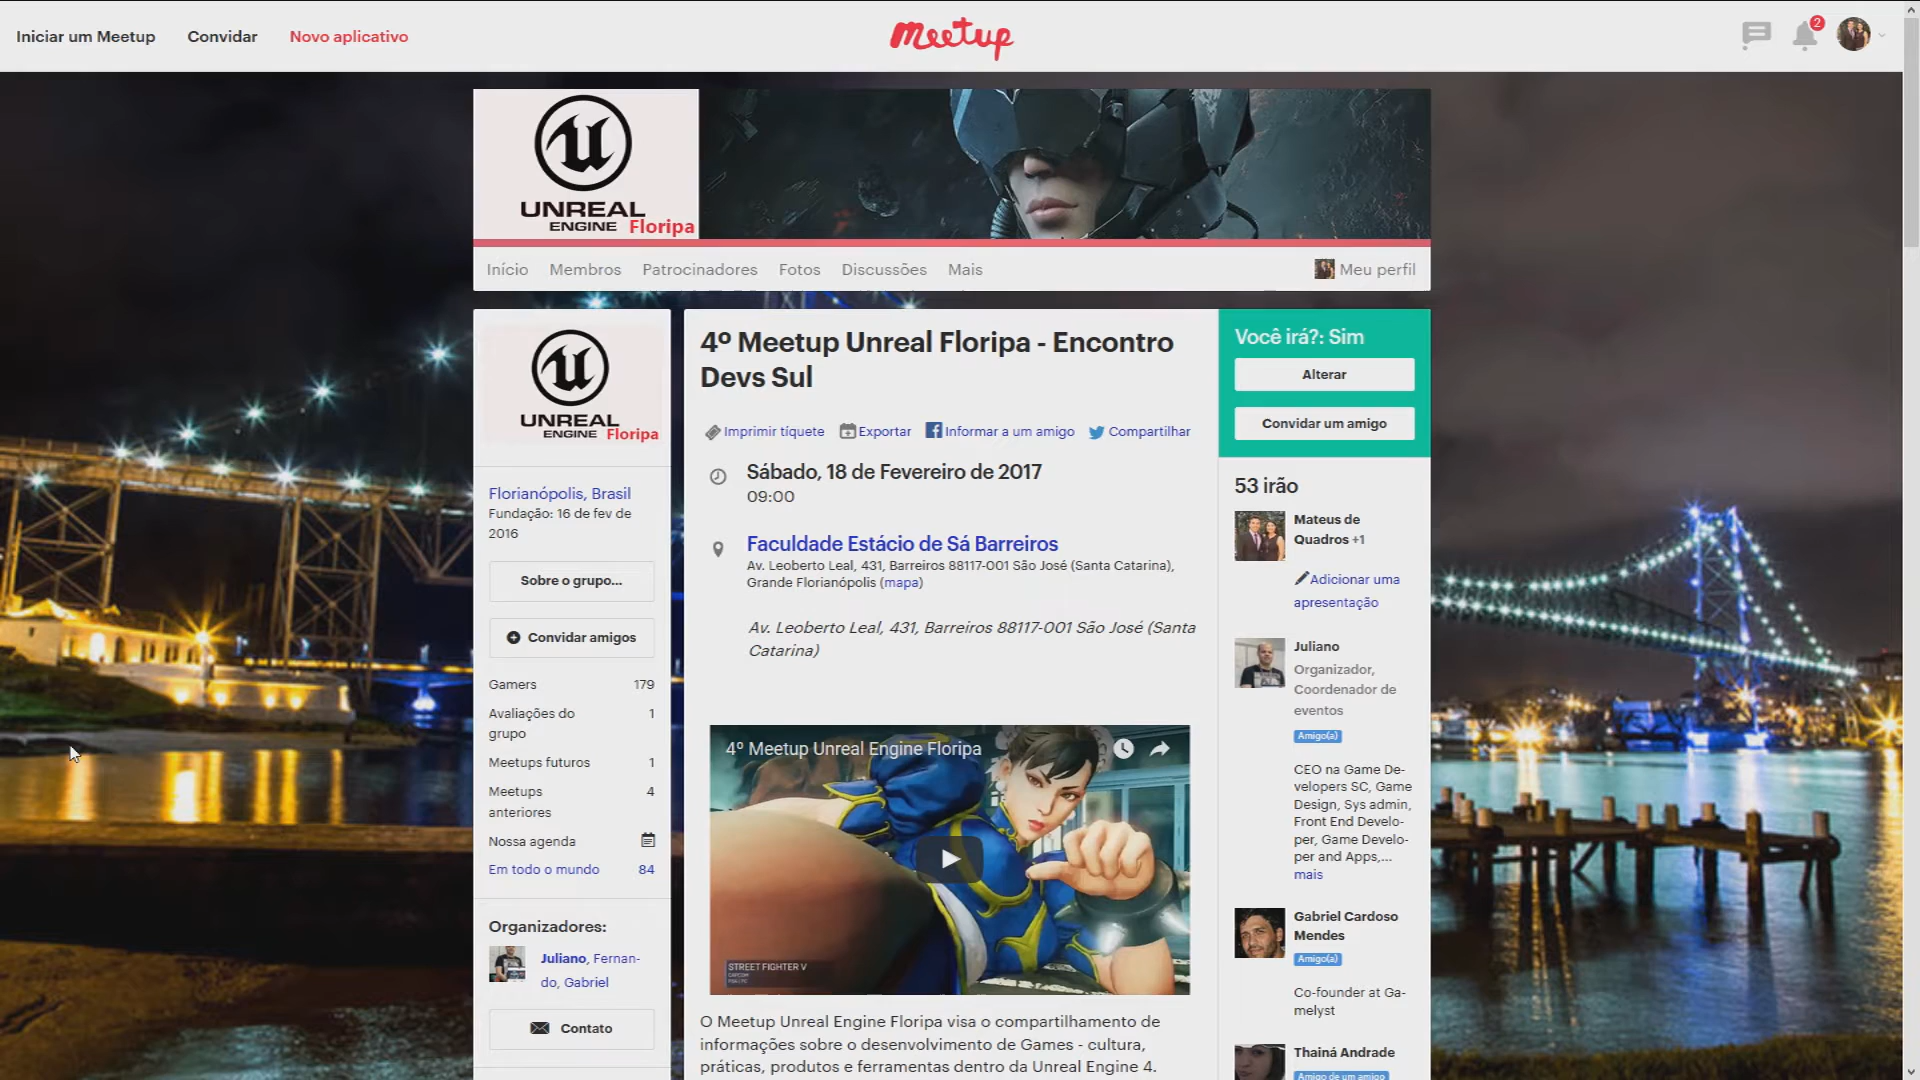 Iniciar um Meetup
Convidar
Novo aplicativo
Meetup
2
UNREAL
ENGINE Floripa
Início
Membros
Patrocinadores
Fotos
Discussões
Mais
Meu perfil
UNREAL
ENGINE Floripa
Florianópolis, Brasil
Fundação: 16 de fev de
2016
Sobre o grupo...
Convidar amigos
Gamers 179
Avaliações do 1
grupo
Meetups futuros 1
Meetups 4
anteriores
Nossa agenda
Em todo o mundo 84
Organizadores:
Juliano, Fernan-
do, Gabriel
Contato
4º Meetup Unreal Floripa - Encontro
Devs Sul
Imprimir tíquete
Exportar
Informar a um amigo
Compartilhar
Sábado, 18 de Fevereiro de 2017
09:00
Faculdade Estácio de Sá Barreiros
Av. Leoberto Leal, 431, Barreiros 88117-001 São José (Santa Catarina),
Grande Florianópolis (mapa)
Av. Leoberto Leal, 431, Barreiros 88117-001 São José (Santa
Catarina)
4º Meetup Unreal Engine Floripa
STREET FIGHTER V
CAPCOM
O Meetup Unreal Engine Floripa visa o compartilhamento de
informações sobre o desenvolvimento de Games - cultura,
práticas, produtos e ferramentas dentro da Unreal Engine 4.
Você irá?: Sim
Alterar
Convidar um amigo
53 irão
Mateus de
Quadros +1
Adicionar uma
apresentação
Juliano
Organizador,
Coordenador de
eventos
Amigo(a)
CEO na Game De-
velopers SC, Game
Design, Sys admin,
Front End Develo-
per, Game Develo-
per and Apps,...
mais
Gabriel Cardoso
Mendes
Amigo(a)
Co-founder at Ga-
melyst
Thainá Andrade
Amigo de um amigo